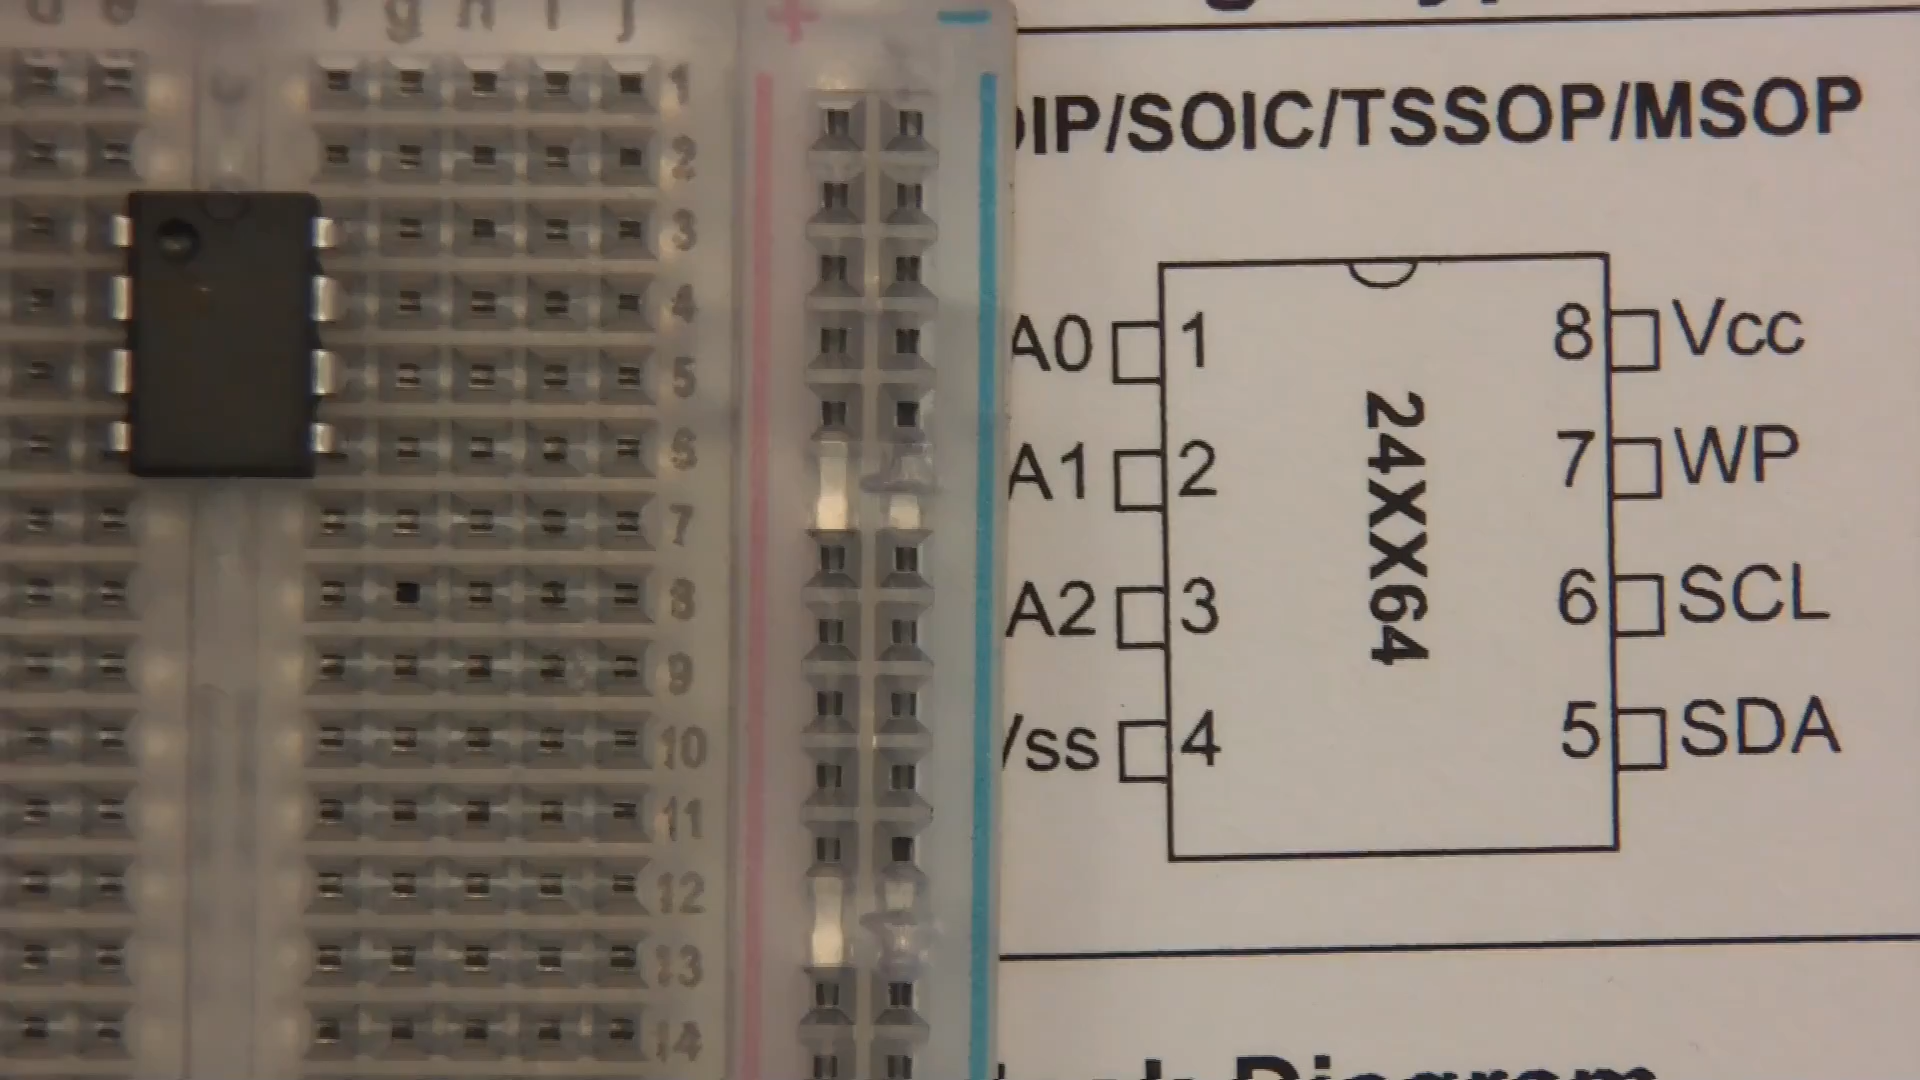 g h i j
+ −
1
2
3
4
5
6
7
8
9
10
11
12
13
14
DIP/SOIC/TSSOP/MSOP
A0 1 8 Vcc
A1 2 7 WP
A2 3 6 SCL
Vss 4 5 SDA
24XX64
Diagram